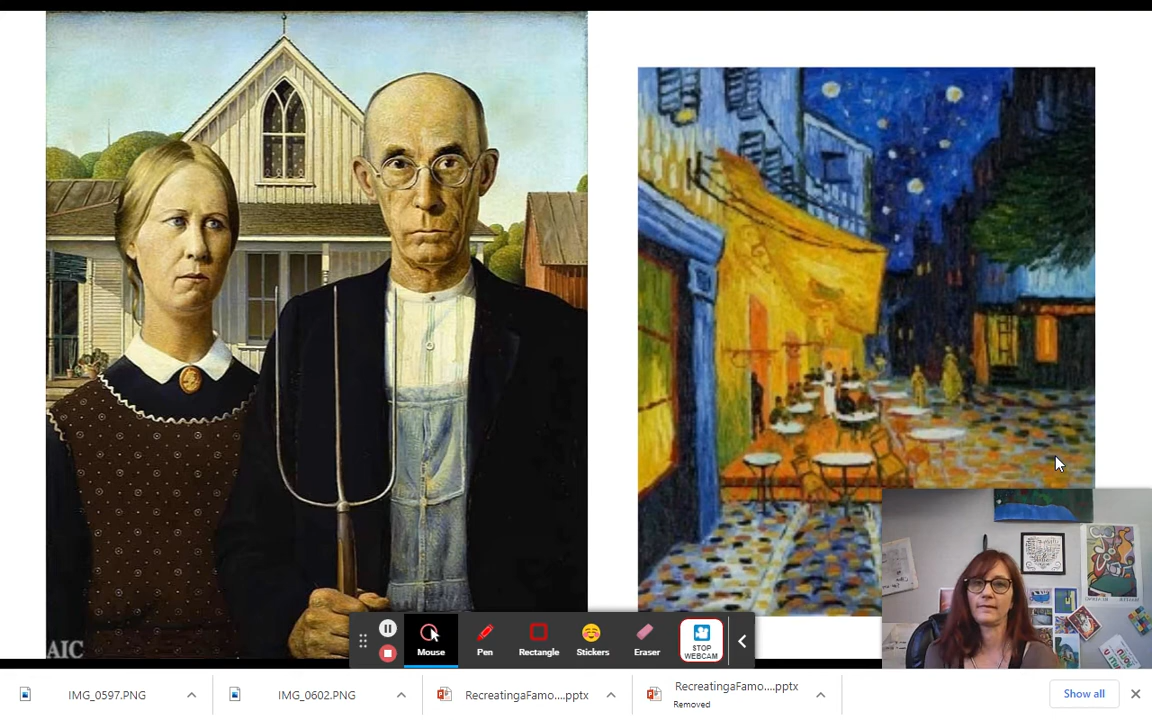 AIC
Mouse
Pen
Rectangle
Stickers
Eraser
STOP
WEBCAM
IMG_0597.PNG
IMG_0602.PNG
RecreatingaFamo....pptx
RecreatingaFamo....pptx
Removed
Show all